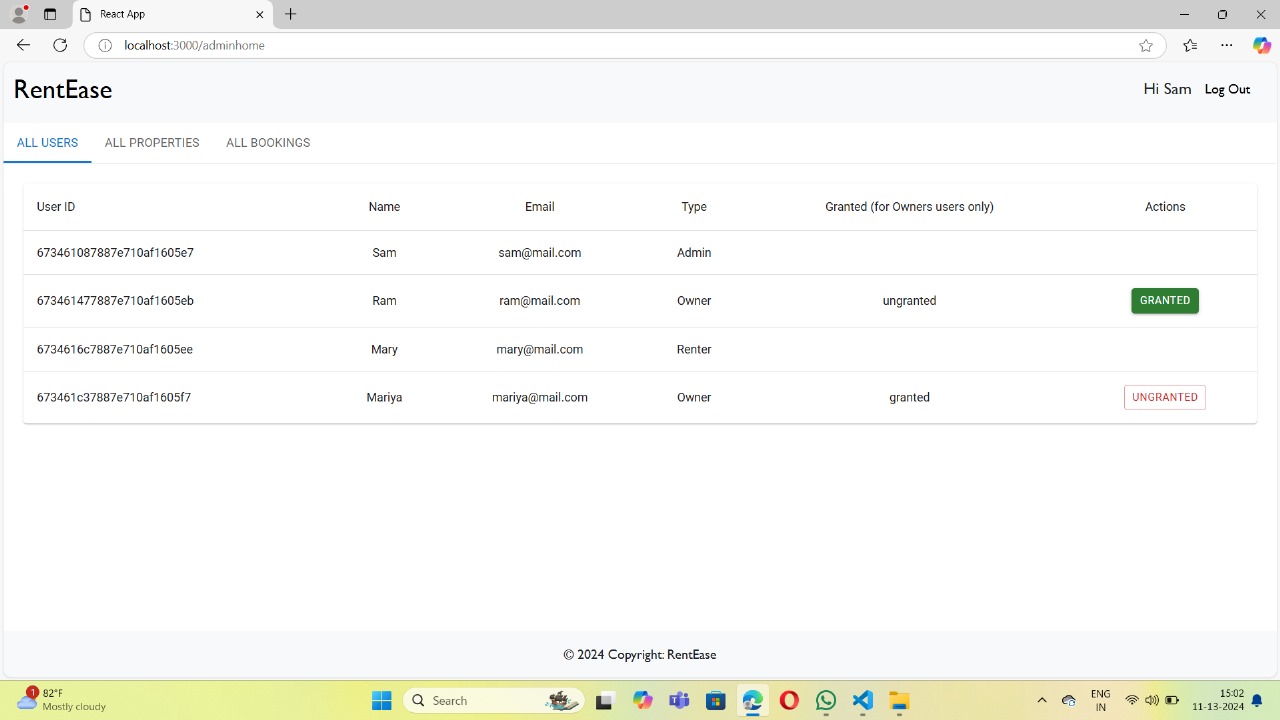 React App
localhost:3000/adminhome
RentEase
Hi Sam Log Out
ALL USERS ALL PROPERTIES ALL BOOKINGS
User ID Name Email Type Granted (for Owners users only) Actions
673461087887e710af1605e7 Sam sam@mail.com Admin
673461477887e710af1605eb Ram ram@mail.com Owner ungranted GRANTED
6734616c7887e710af1605ee Mary mary@mail.com Renter
673461c37887e710af1605f7 Mariya mariya@mail.com Owner granted UNGRANTED
© 2024 Copyright: RentEase
1 82°F
Mostly cloudy
Search
ENG
IN
15:02
11-13-2024